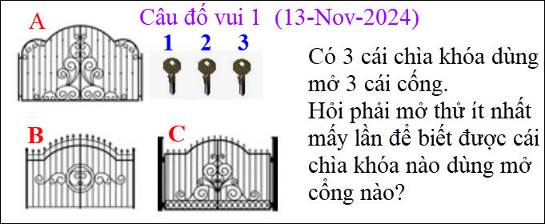 Câu đố vui 1 (13-Nov-2024)
A
1 2 3
Có 3 cái chìa khóa dùng
mở 3 cái cổng.
Hỏi phải mở thử ít nhất
mấy lần để biết được cái
chìa khóa nào dùng mở
cổng nào?
B
C